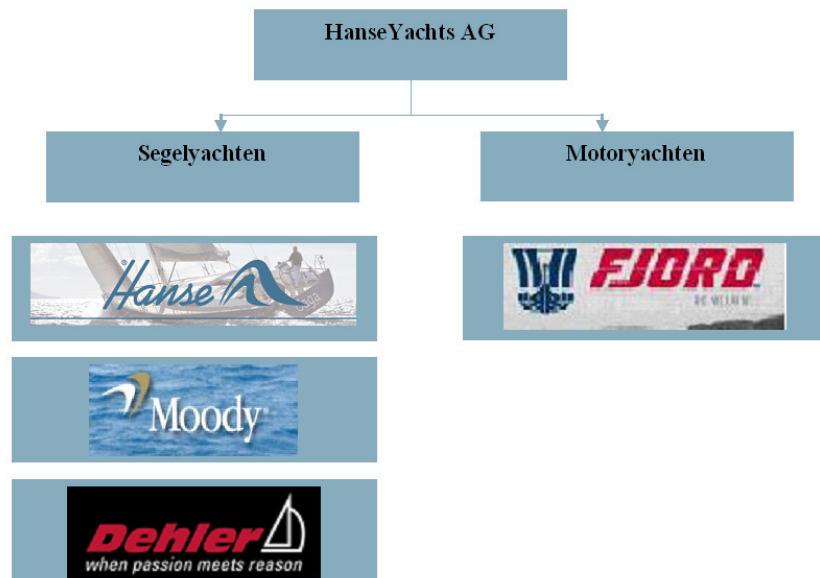 HanseYachts AG
Segelyachten
Motoryachten
Hanse
FJORD
Moody
Dehler
when passion meets reason